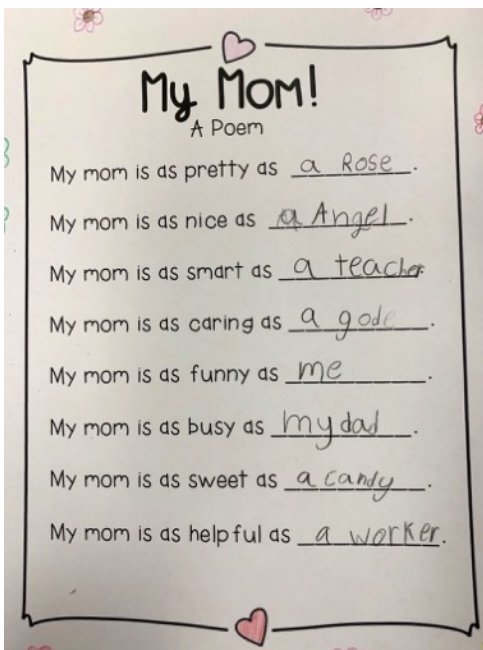 My Mom!
A Poem
My mom is as pretty as a Rose.
My mom is as nice as a Angel.
My mom is as smart as a teacher.
My mom is as caring as a gode.
My mom is as funny as me.
My mom is as busy as my dad.
My mom is as sweet as a candy.
My mom is as helpful as a worker.